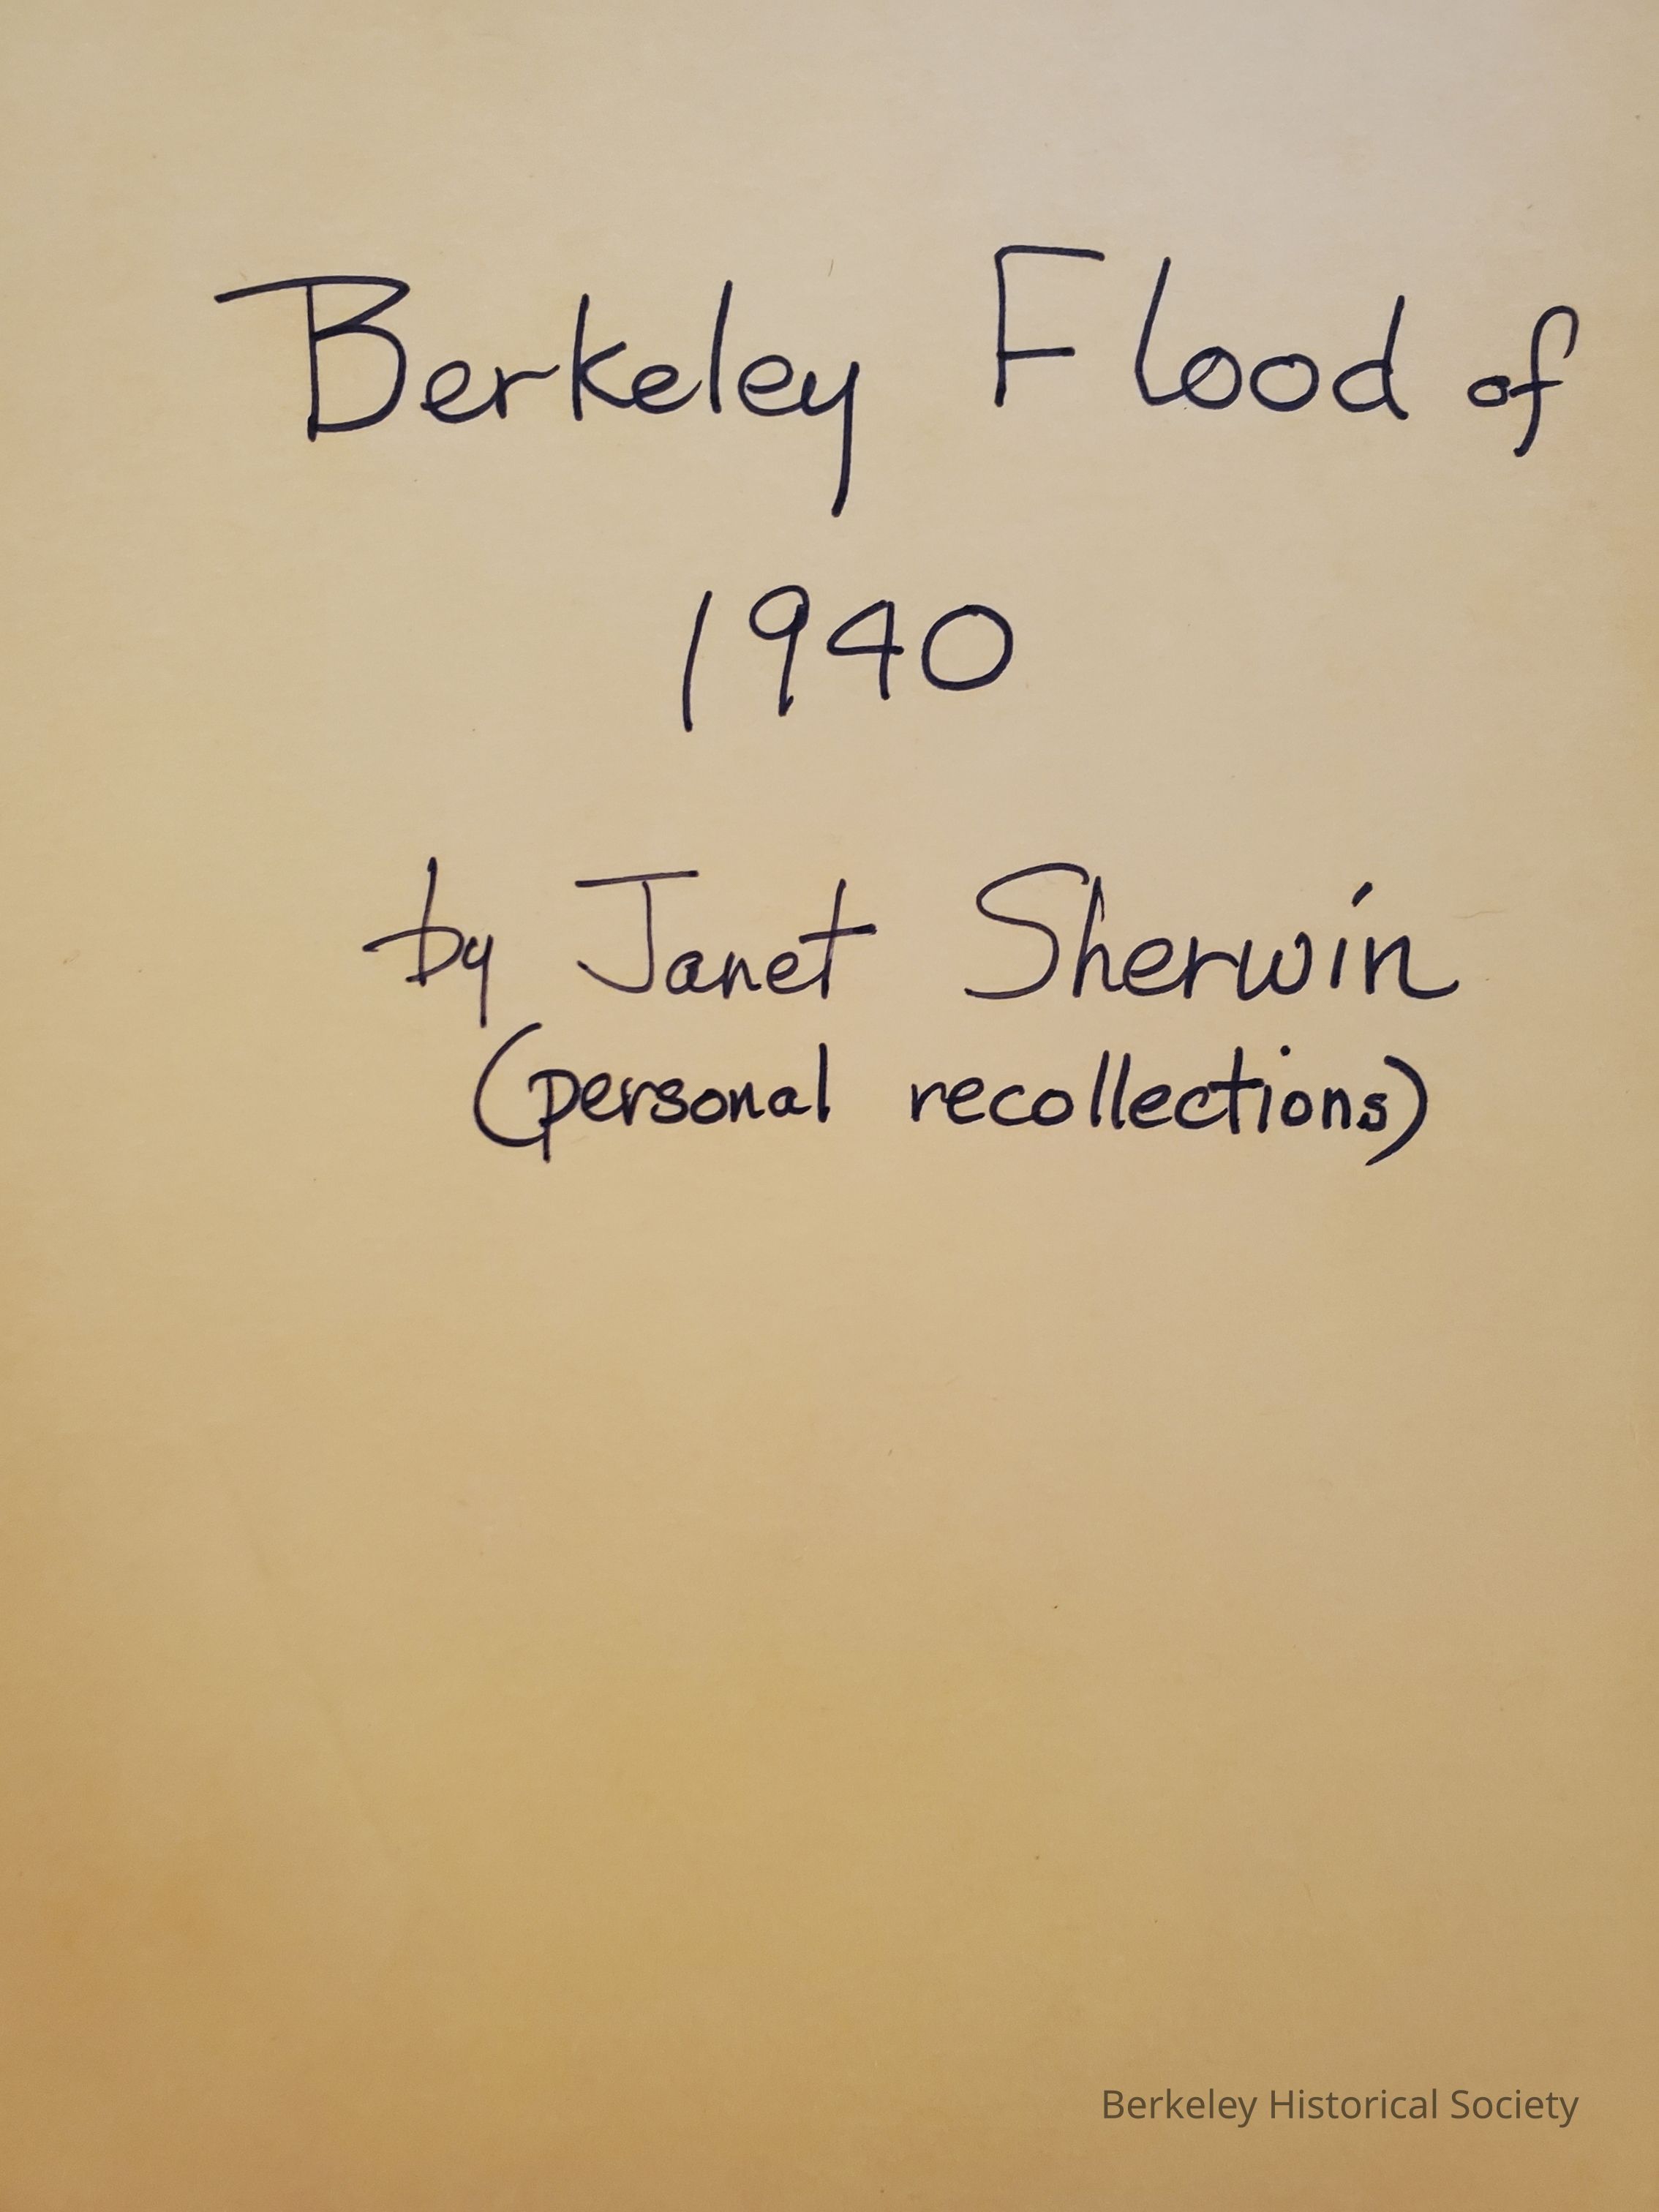 Berkeley Flood of
1940
by Janet Sherwin
(personal recollections)
Berkeley Historical Society